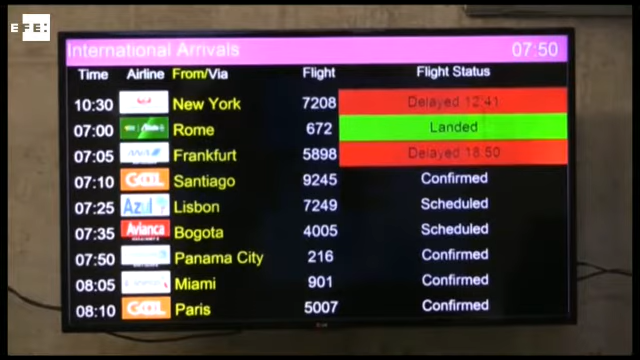 EFE:
International Arrivals 07:50
Time Airline From/Via Flight Flight Status
10:30 New York 7208 Delayed 12:41
07:00 Rome 672 Landed
07:05 ANA Frankfurt 5898 Delayed 18:50
07:10 GOL Santiago 9245 Confirmed
07:25 Azul Lisbon 7249 Scheduled
07:35 Avianca Bogota 4005 Scheduled
07:50 Panama City 216 Confirmed
08:05 Miami 901 Confirmed
08:10 GOL Paris 5007 Confirmed